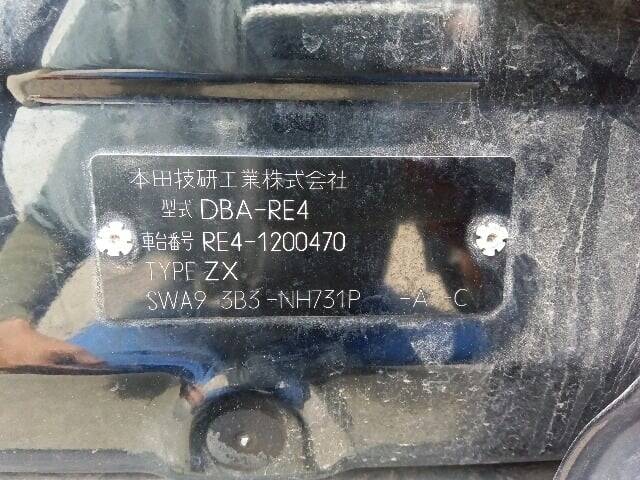 本田技研工業株式会社
型式 DBA-RE4
車台番号 RE4-1200470
TYPE ZX
SWA9 3B3-NH731P -A C